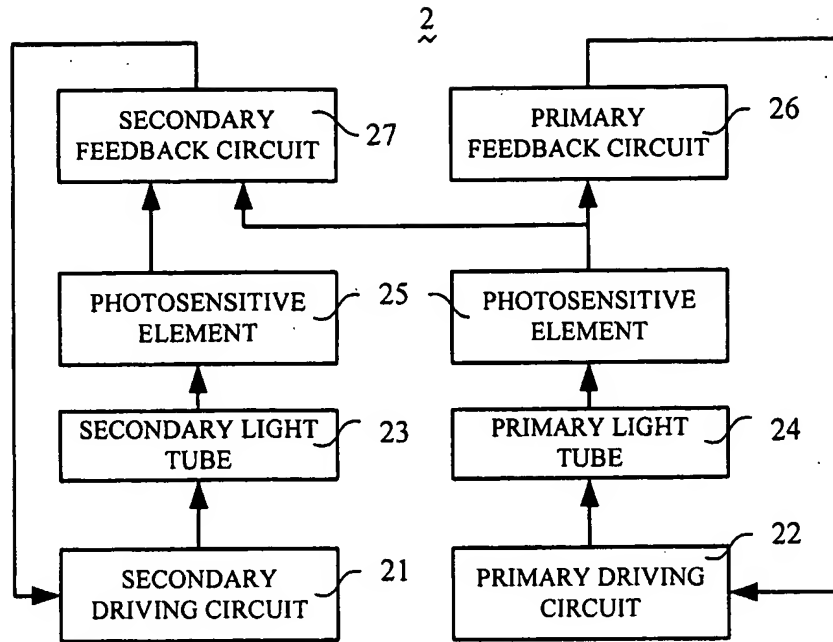 2
SECONDARY
FEEDBACK CIRCUIT
27
PRIMARY
FEEDBACK CIRCUIT
26
PHOTOSENSITIVE
ELEMENT
25
PHOTOSENSITIVE
ELEMENT
SECONDARY LIGHT
TUBE
23
PRIMARY LIGHT
TUBE
24
SECONDARY
DRIVING CIRCUIT
21
PRIMARY DRIVING
CIRCUIT
22